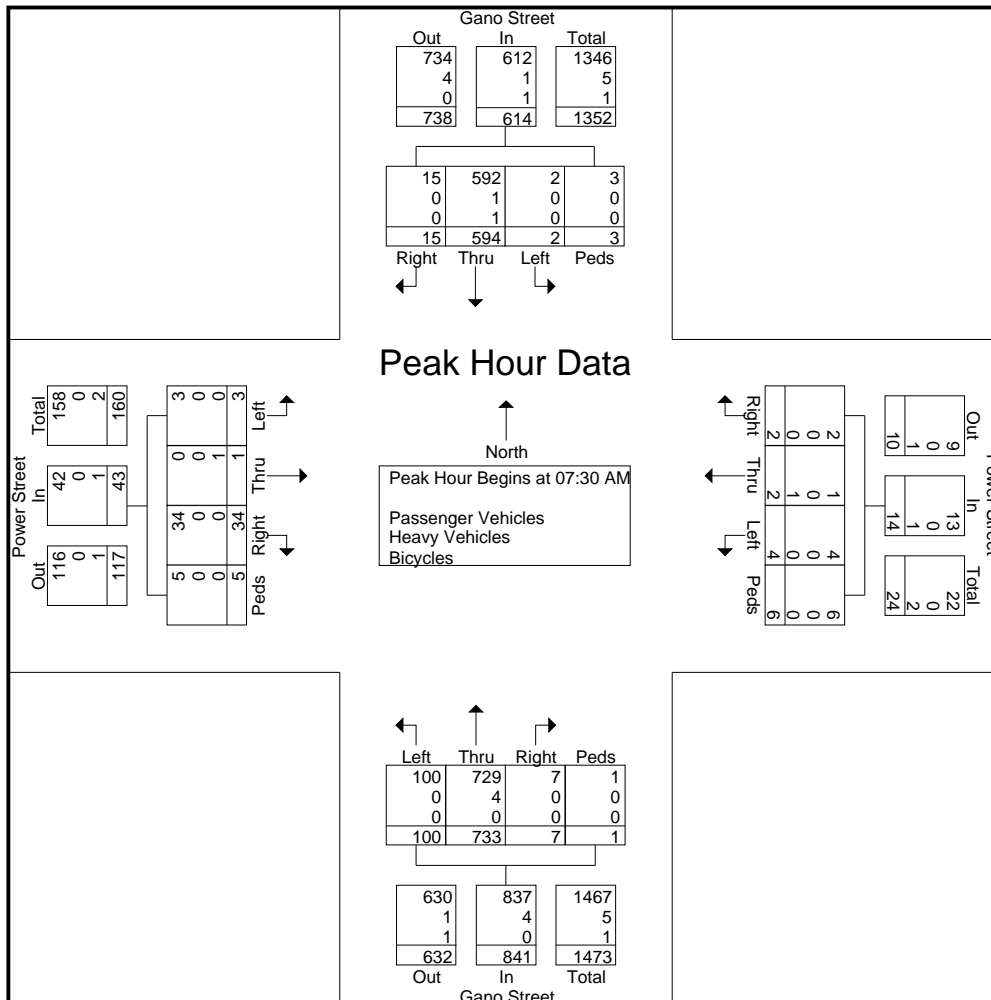 Gano Street
Out In Total
734 612 1346
4 1 5
0 1 1
738 614 1352
15 592 2 3
0 1 0 0
0 1 0 0
15 594 2 3
Right Thru Left Peds
Peak Hour Data
North
Peak Hour Begins at 07:30 AM
Passenger Vehicles
Heavy Vehicles
Bicycles
Power Street
Out In Total
116 42 158
0 0 0
1 1 2
117 43 160
5 34 0 3
0 0 0 0
0 0 1 0
5 34 1 3
Peds Right Thru Left
Power Street
Out In Total
9 13 22
0 0 0
1 1 2
10 14 24
2 1 4 6
0 0 0 0
0 1 0 0
2 2 4 6
Right Thru Left Peds
Left Thru Right Peds
100 729 7 1
0 4 0 0
0 0 0 0
100 733 7 1
630 837 1467
1 4 5
1 0 1
632 841 1473
Out In Total
Gano Street